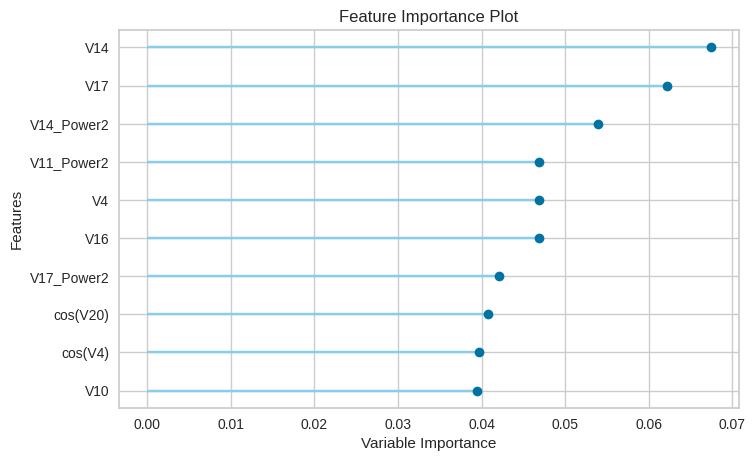 Feature Importance Plot
V14
V17
V14_Power2
V11_Power2
V4
V16
V17_Power2
cos(V20)
cos(V4)
V10
Features
0.00 0.01 0.02 0.03 0.04 0.05 0.06 0.07
Variable Importance